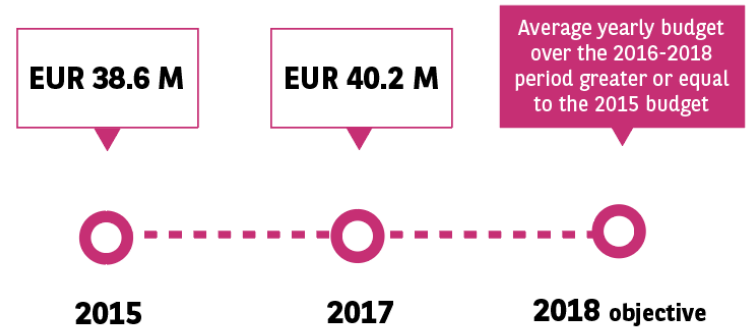 EUR 38.6 M
EUR 40.2 M
Average yearly budget
over the 2016-2018
period greater or equal
to the 2015 budget
2015
2017
2018 objective